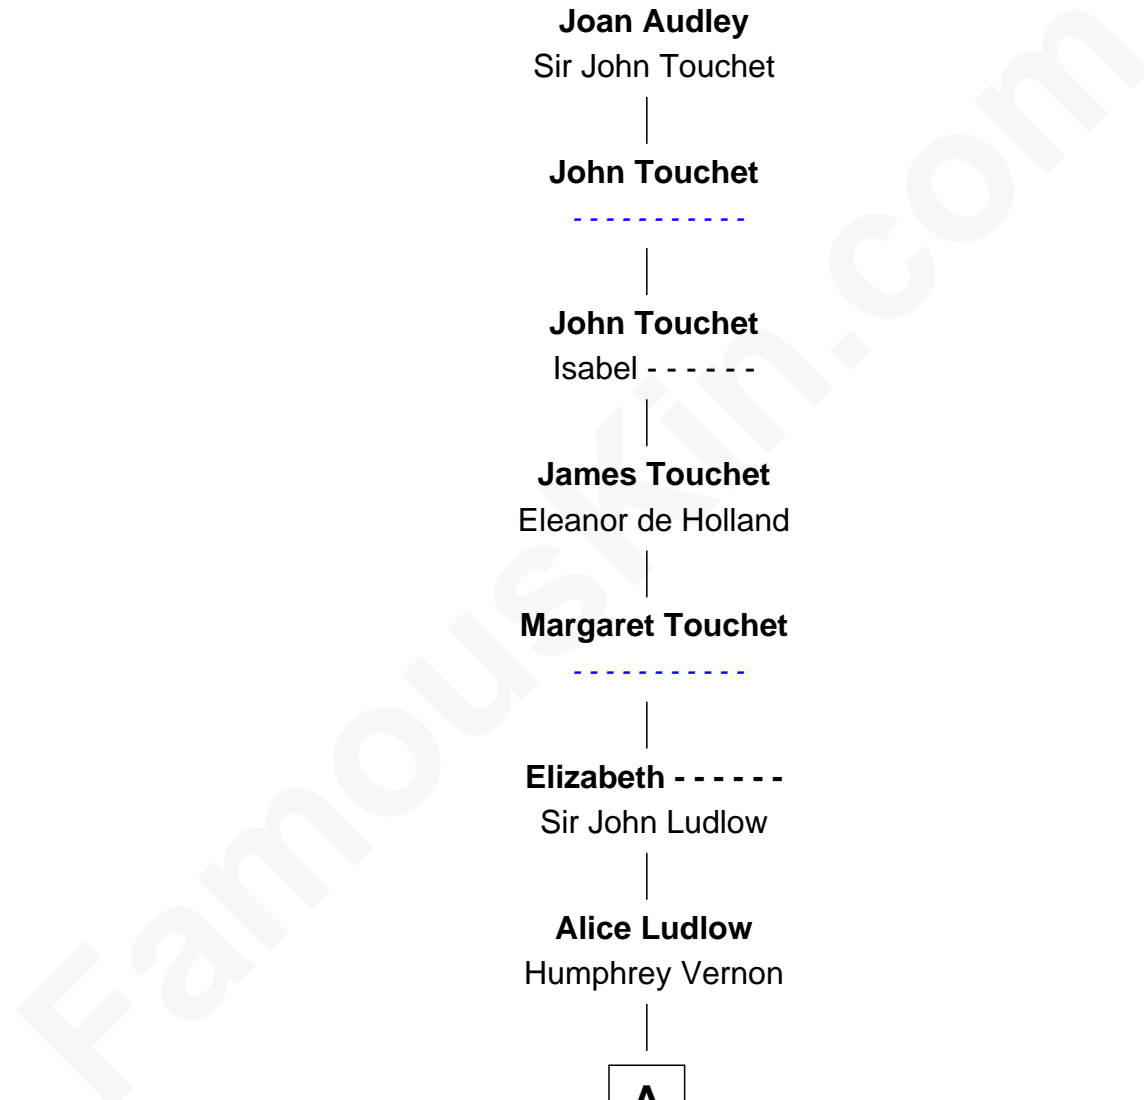 Joan Audley
Sir John Touchet
John Touchet
- - - - - - - - - - -
John Touchet
Isabel - - - - - -
James Touchet
Eleanor de Holland
Margaret Touchet
- - - - - - - - - - -
Elizabeth - - - - - -
Sir John Ludlow
Alice Ludlow
Humphrey Vernon
A
FamousKin.com